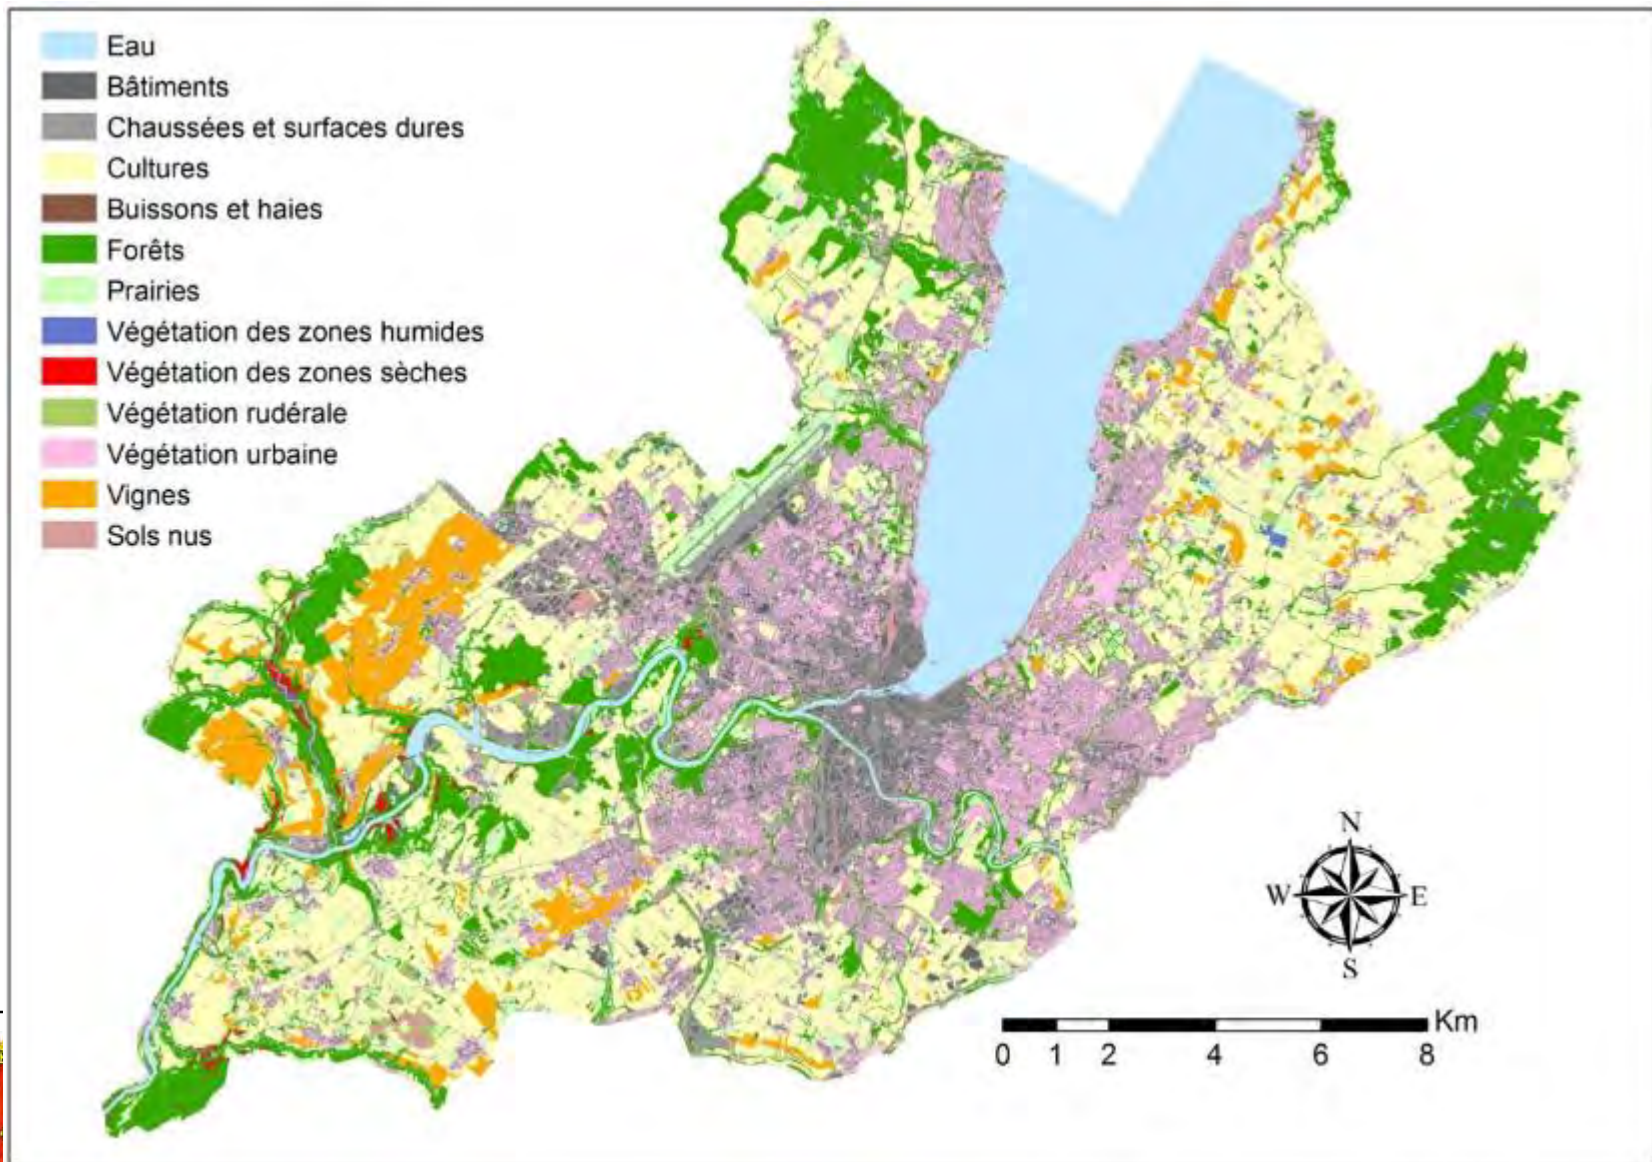 Eau
Bâtiments
Chaussées et surfaces dures
Cultures
Buissons et haies
Forêts
Prairies
Végétation des zones humides
Végétation des zones sèches
Végétation rudérale
Végétation urbaine
Vignes
Sols nus
N
W E
S
Km
0 1 2 4 6 8